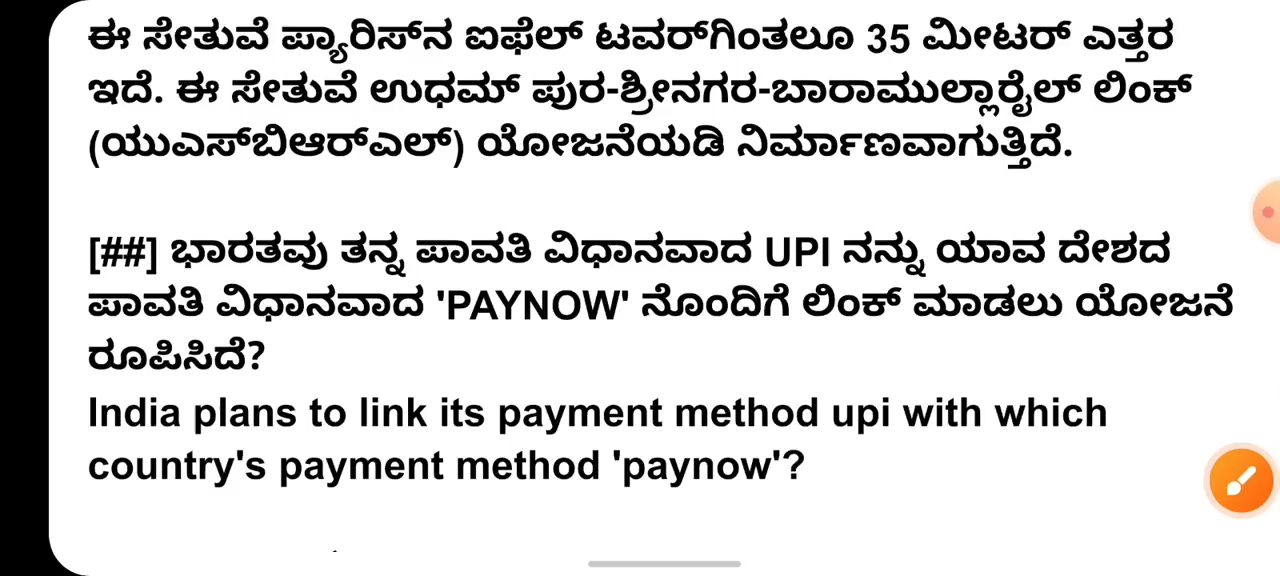 ಈ ಸೇತುವೆ ಪ್ಯಾರಿಸ್‌ನ ಐಫೆಲ್ ಟವರ್‌ಗಿಂತಲೂ 35 ಮೀಟರ್ ಎತ್ತರ
ಇದೆ. ಈ ಸೇತುವೆ ಉಧಮ್ ಪುರ-ಶ್ರೀನಗರ-ಬಾರಾಮುಲ್ಲಾರೈಲ್ ಲಿಂಕ್
(ಯುಎಸ್‌ಬಿಆರ್‌ಎಲ್) ಯೋಜನೆಯಡಿ ನಿರ್ಮಾಣವಾಗುತ್ತಿದೆ.
[##] ಭಾರತವು ತನ್ನ ಪಾವತಿ ವಿಧಾನವಾದ UPI ನನ್ನು ಯಾವ ದೇಶದ
ಪಾವತಿ ವಿಧಾನವಾದ 'PAYNOW' ನೊಂದಿಗೆ ಲಿಂಕ್ ಮಾಡಲು ಯೋಜನೆ
ರೂಪಿಸಿದೆ?
India plans to link its payment method upi with which
country's payment method 'paynow'?